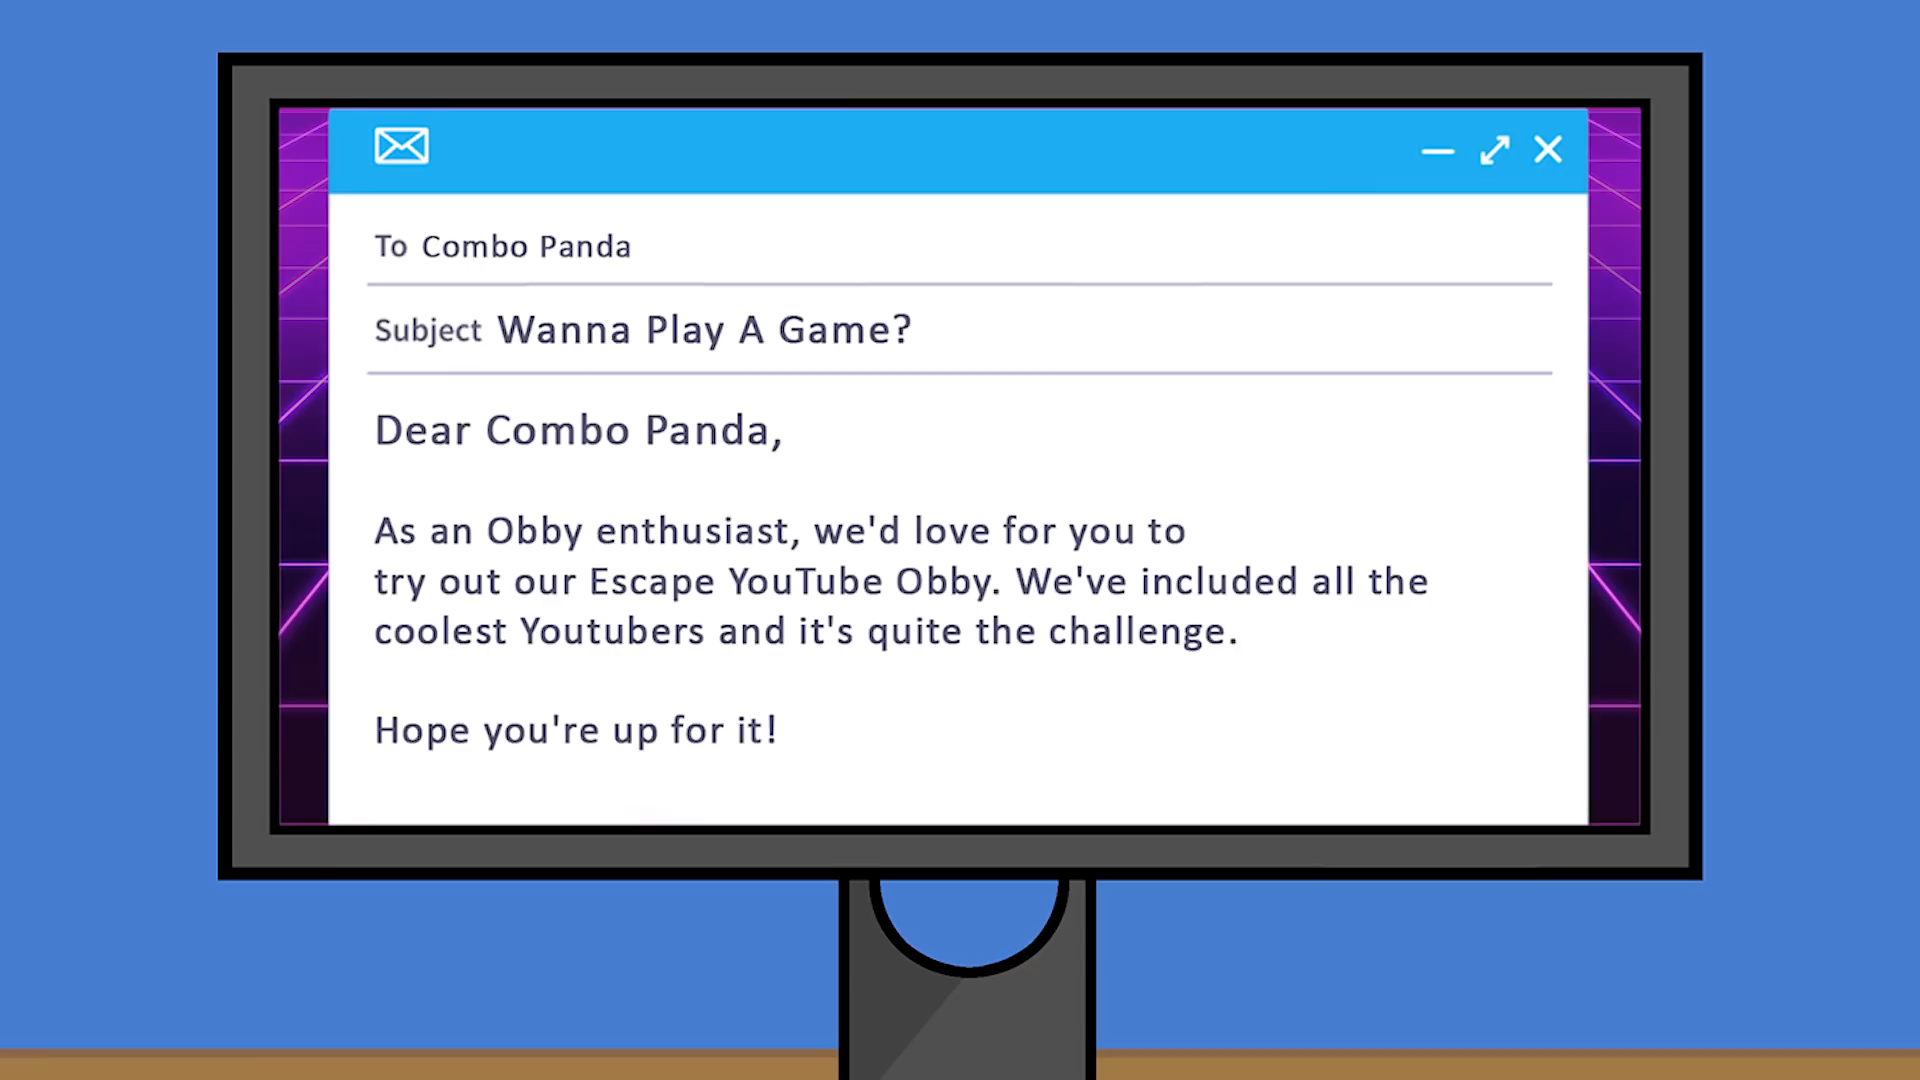 To Combo Panda
Subject Wanna Play A Game?
Dear Combo Panda,
As an Obby enthusiast, we'd love for you to
try out our Escape YouTube Obby. We've included all the
coolest Youtubers and it's quite the challenge.
Hope you're up for it!